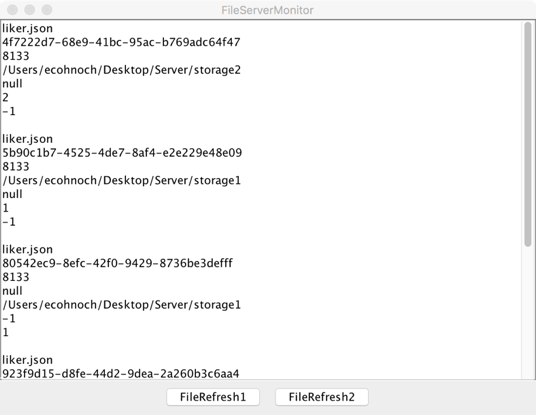 FileServerMonitor
liker.json
4f7222d7-68e9-41bc-95ac-b769adc64f47
8133
/Users/ecohnoch/Desktop/Server/storage2
null
2
-1
liker.json
5b90c1b7-4525-4de7-8af4-e2e229e48e09
8133
/Users/ecohnoch/Desktop/Server/storage1
null
1
-1
liker.json
80542ec9-8efc-42f0-9429-8736be3defff
8133
null
/Users/ecohnoch/Desktop/Server/storage1
-1
1
liker.json
923f9d15-d8fe-44d2-9dea-2a260b3c6aa4
FileRefresh1
FileRefresh2